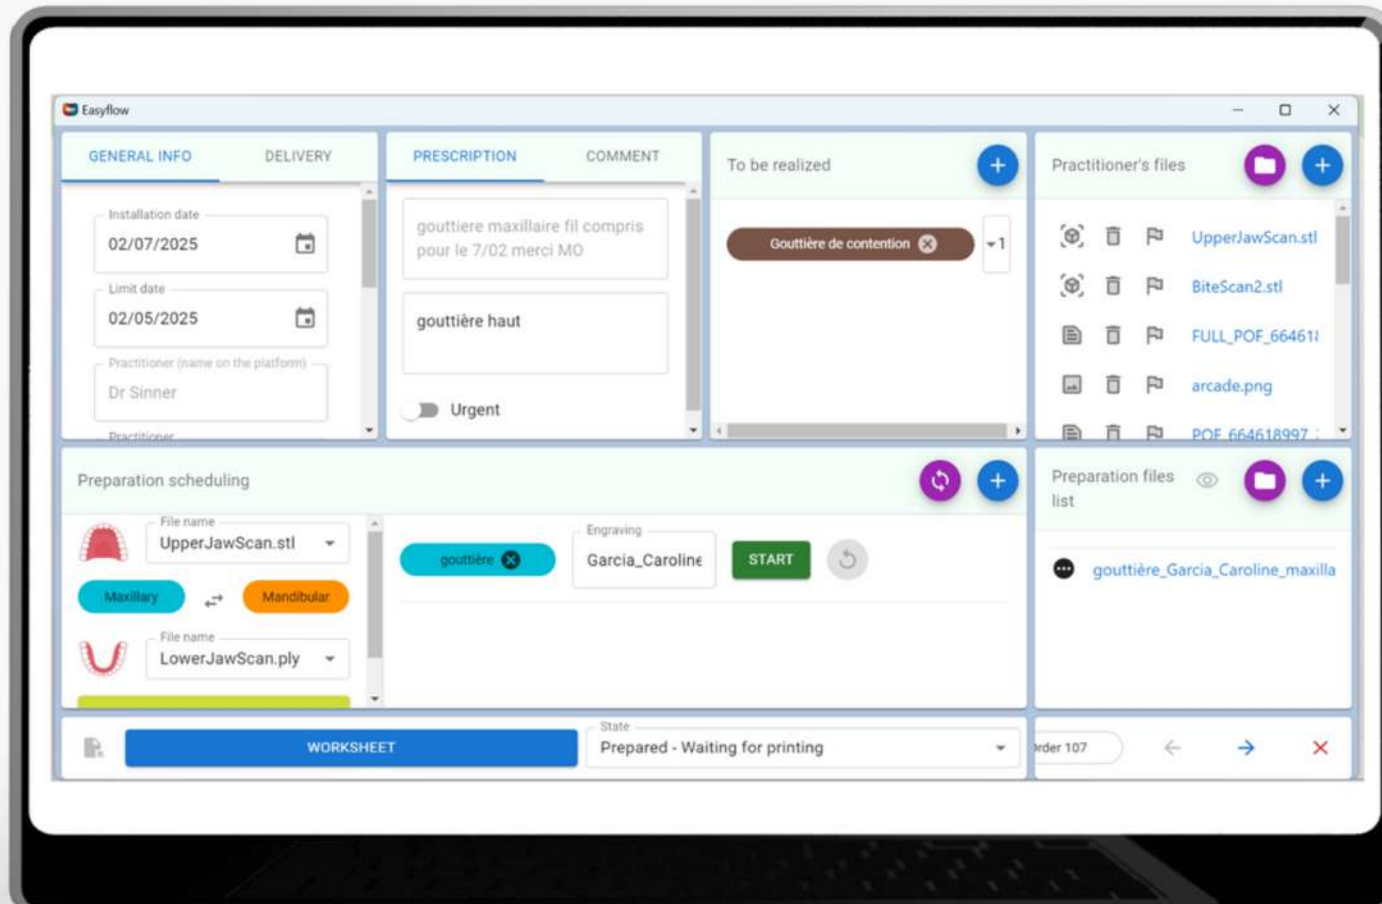 Easyflow
GENERAL INFO
DELIVERY
Installation date
02/07/2025
Limit date
02/05/2025
Practitioner (name on the platform)
Dr Sinner
Practitioner
PRESCRIPTION
COMMENT
gouttiere maxillaire fil compris
pour le 7/02 merci MO
gouttière haut
Urgent
To be realized
Gouttière de contention
1
Practitioner's files
UpperJawScan.stl
BiteScan2.stl
FULL_POF_66461
arcade.png
POF_664618997_
Preparation scheduling
File name
UpperJawScan.stl
Maxillary
Mandibular
File name
LowerJawScan.ply
gouttière
Engraving
Garcia_Caroline
START
Preparation files
list
gouttière_Garcia_Caroline_maxilla
WORKSHEET
State
Prepared - Waiting for printing
rder 107